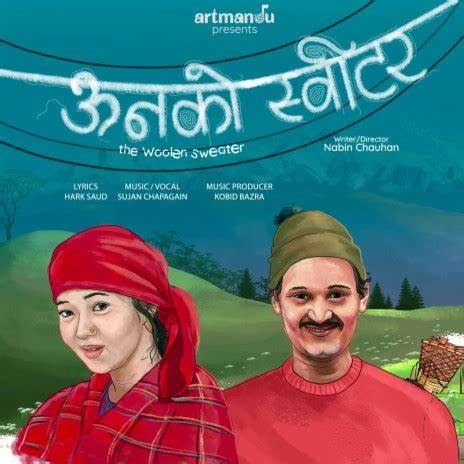 artmandu
presents
ऊनको स्वीटर
the Woolen Sweater
Writer/Director
Nabin Chauhan
LYRICS
HARK SAUD
MUSIC / VOCAL
SUJAN CHAPAGAIN
MUSIC PRODUCER
KOBID BAZRA